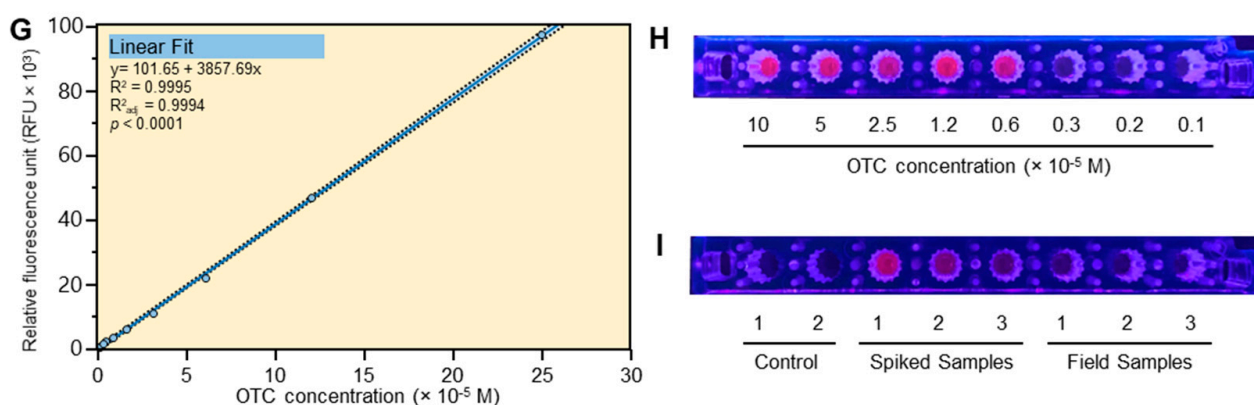 G
Relative fluorescence unit (RFU × 10³)
100
80
60
40
20
0
Linear Fit
y= 101.65 + 3857.69x
R² = 0.9995
R²adj = 0.9994
p < 0.0001
0 5 10 15 20 25 30
OTC concentration (× 10⁻⁵ M)
H
10 5 2.5 1.2 0.6 0.3 0.2 0.1
OTC concentration (× 10⁻⁵ M)
I
1 2 1 2 3 1 2 3
Control Spiked Samples Field Samples